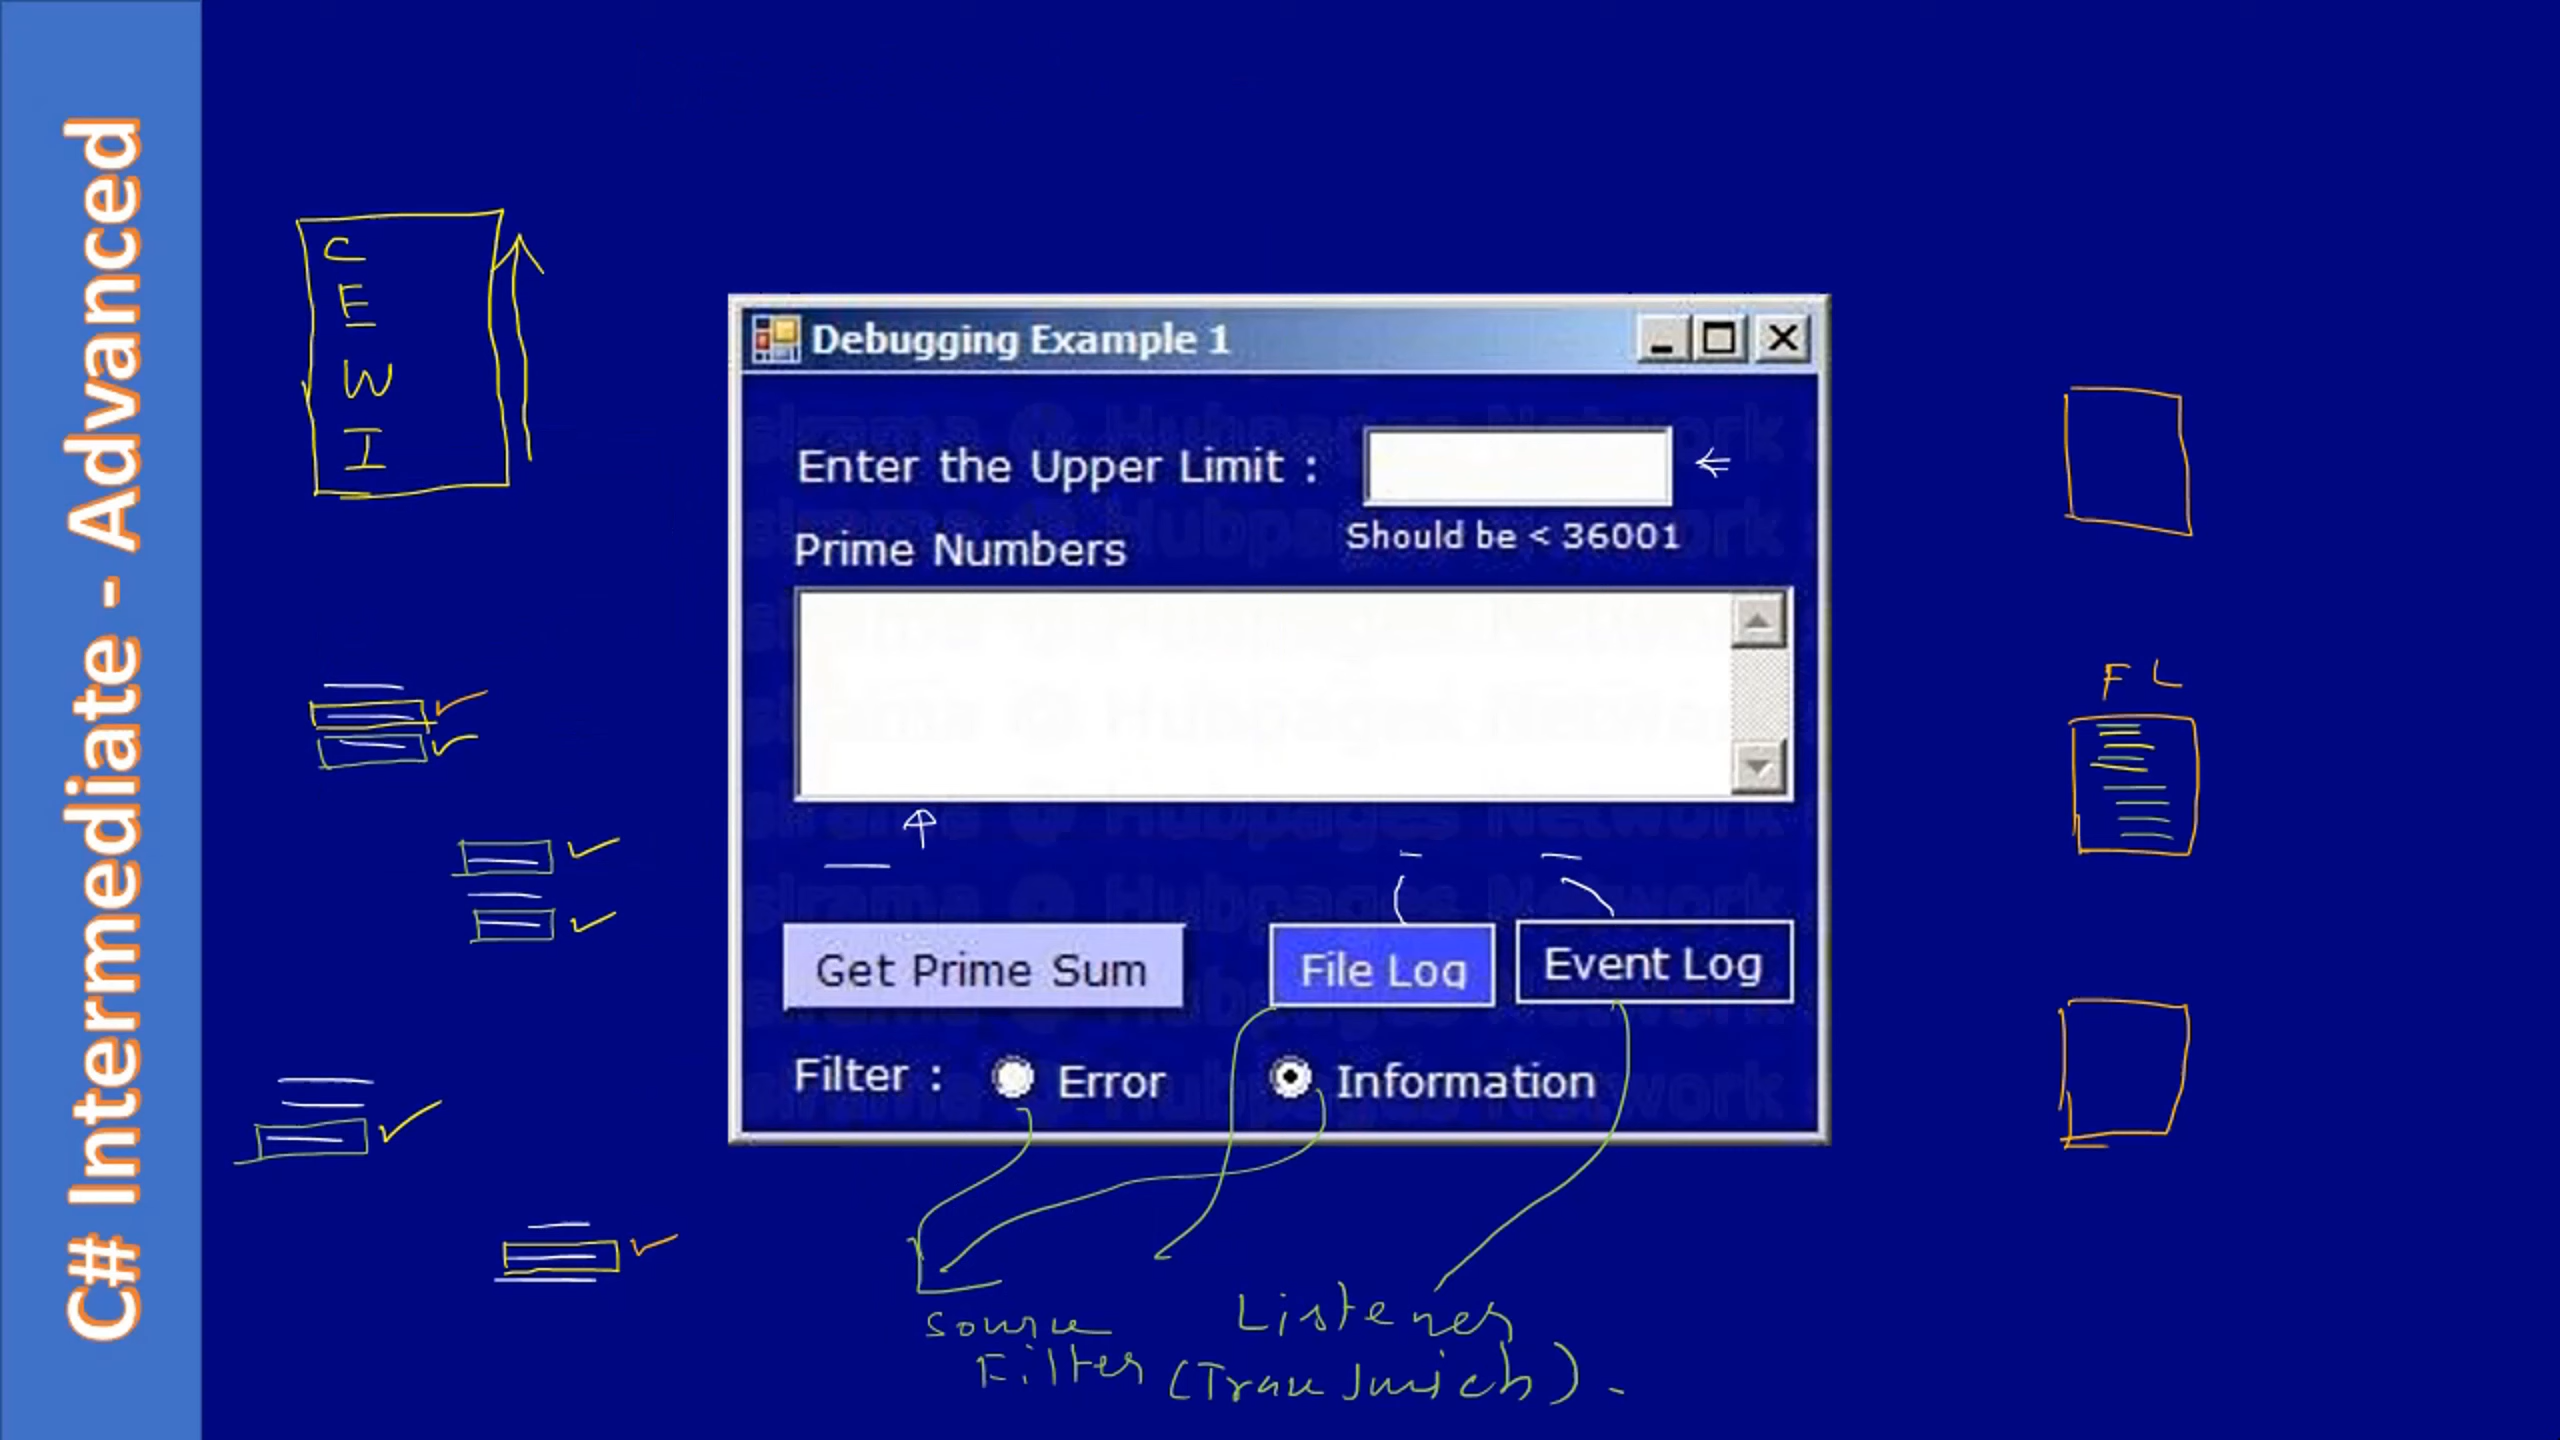 C# Intermediate - Advanced
C
E
W
I
Debugging Example 1
Enter the Upper Limit :
Should be < 36001
Prime Numbers
F L
Get Prime Sum
File Log
Event Log
Filter :
Error
Information
Source
Filter
Listener